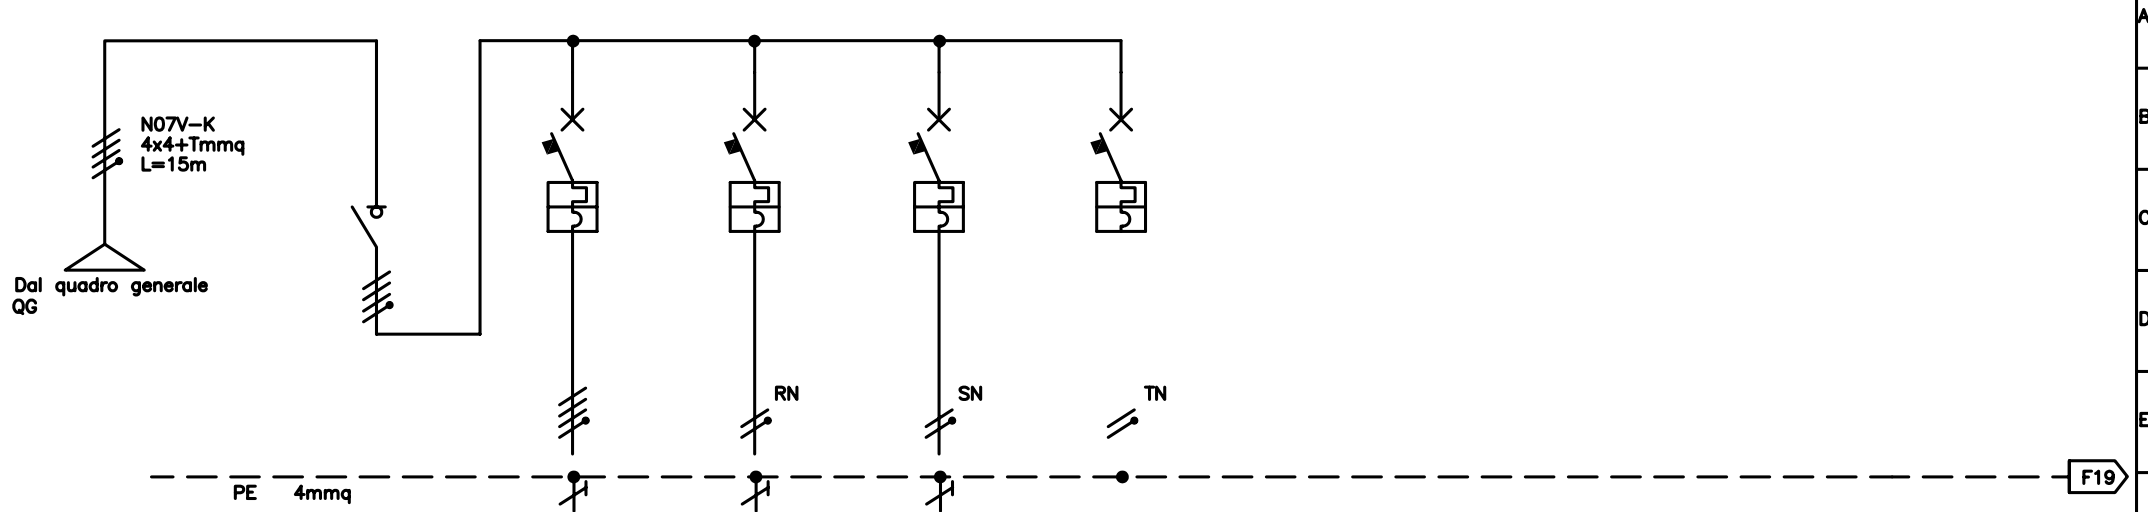 N07V-K
4x4+Tmmq
L=15m
Dal quadro generale
QG
RN
SN
TN
PE 4mmq
F19
A
B
C
D
E